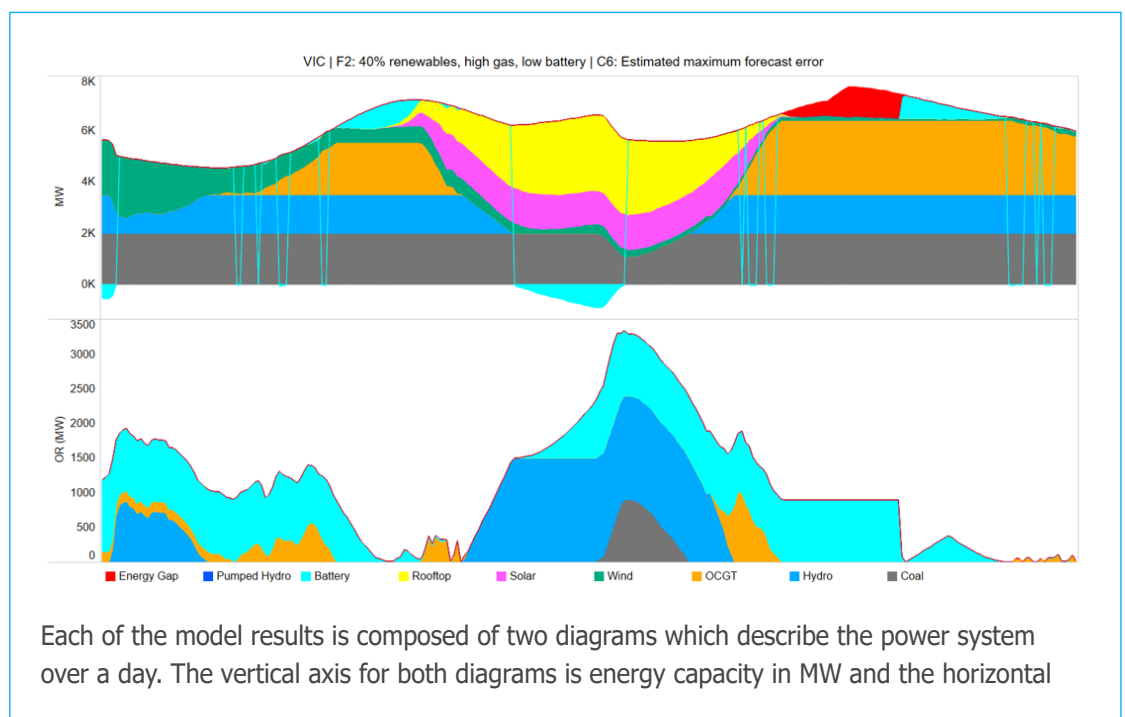 VIC | F2: 40% renewables, high gas, low battery | C6: Estimated maximum forecast error
8K
6K
4K
2K
0K
MW
3500
3000
2500
2000
1500
1000
500
0
OR (MW)
Energy Gap Pumped Hydro Battery Rooftop Solar Wind OCGT Hydro Coal
Each of the model results is composed of two diagrams which describe the power system
over a day. The vertical axis for both diagrams is energy capacity in MW and the horizontal